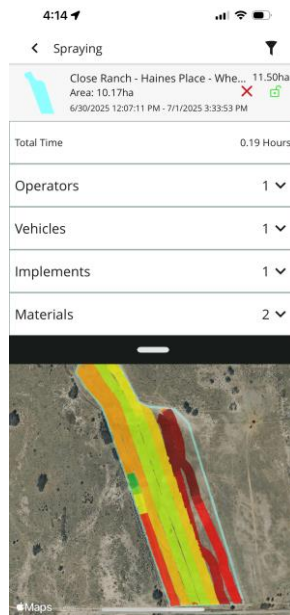 4:14
Spraying
Close Ranch - Haines Place - Whe... 11.50ha
Area: 10.17ha
6/30/2025 12:07:11 PM - 7/1/2025 3:33:53 PM
Total Time 0.19 Hours
Operators 1
Vehicles 1
Implements 1
Materials 2
Maps